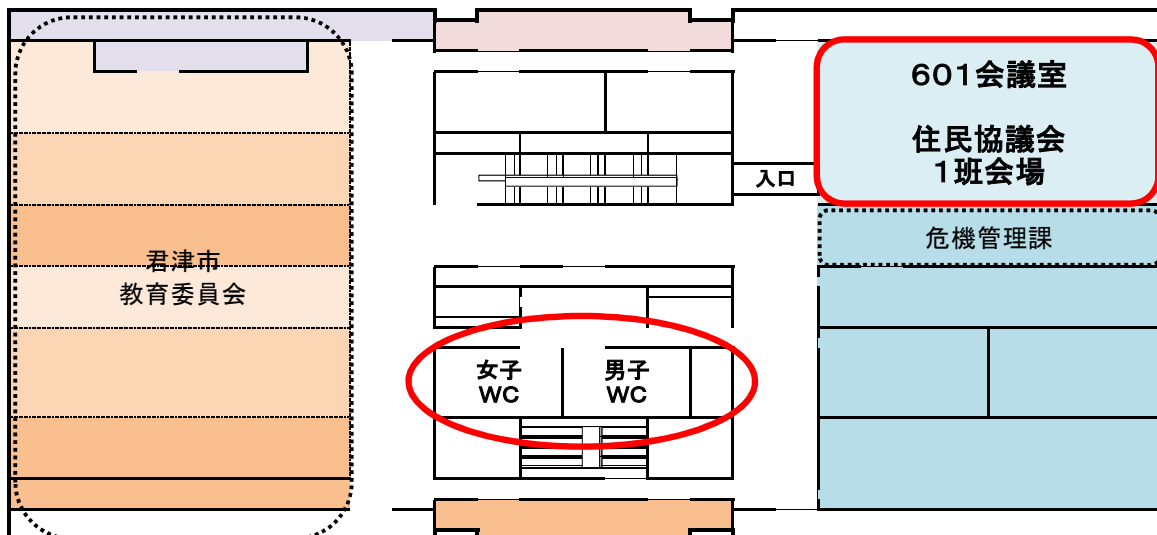 601会議室
住民協議会
1班会場
入口
危機管理課
君津市
教育委員会
女子
WC
男子
WC